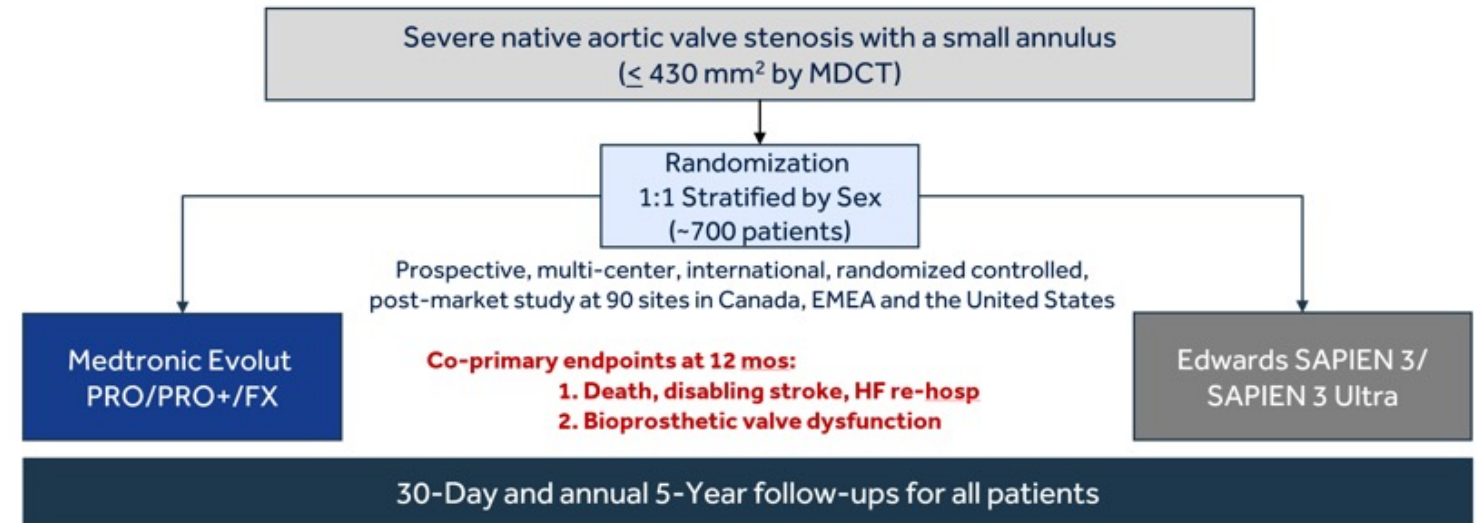 Severe native aortic valve stenosis with a small annulus
(≤ 430 mm² by MDCT)
Randomization
1:1 Stratified by Sex
(~700 patients)
Prospective, multi-center, international, randomized controlled,
post-market study at 90 sites in Canada, EMEA and the United States
Medtronic Evolut
PRO/PRO+/FX
Co-primary endpoints at 12 mos:
1. Death, disabling stroke, HF re-hosp
2. Bioprosthetic valve dysfunction
Edwards SAPIEN 3/
SAPIEN 3 Ultra
30-Day and annual 5-Year follow-ups for all patients